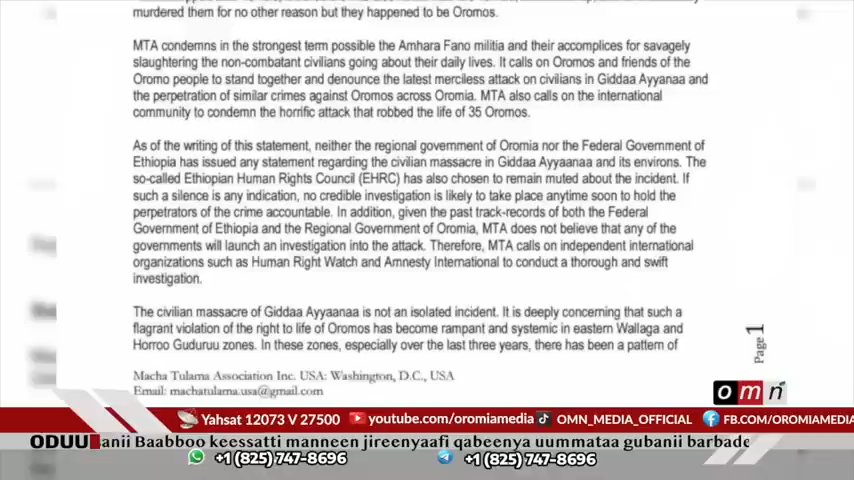 murdered them for no other reason but they happened to be Oromos.
MTA condemns in the strongest term possible the Amhara Fano militia and their accomplices for savagely
slaughtering the non-combatant civilians going about their daily lives. It calls on Oromos and friends of the
Oromo people to stand together and denounce the latest merciless attack on civilians in Giddaa Ayyanaa and
the perpetration of similar crimes against Oromos across Oromia. MTA also calls on the international
community to condemn the horrific attack that robbed the life of 35 Oromos.
As of the writing of this statement, neither the regional government of Oromia nor the Federal Government of
Ethiopia has issued any statement regarding the civilian massacre in Giddaa Ayyaanaa and its environs. The
so-called Ethiopian Human Rights Council (EHRC) has also chosen to remain muted about the incident. If
such a silence is any indication, no credible investigation is likely to take place anytime soon to hold the
perpetrators of the crime accountable. In addition, given the past track-records of both the Federal
Government of Ethiopia and the Regional Government of Oromia, MTA does not believe that any of the
governments will launch an investigation into the attack. Therefore, MTA calls on independent international
organizations such as Human Right Watch and Amnesty International to conduct a thorough and swift
investigation.
The civilian massacre of Giddaa Ayyaanaa is not an isolated incident. It is deeply concerning that such a
flagrant violation of the right to life of Oromos has become rampant and systemic in eastern Wallaga and
Horroo Guduruu zones. In these zones, especially over the last three years, there has been a pattern of
Page 1
Macha Tulama Association Inc. USA: Washington, D.C., USA
Email: machatulama.usa@gmail.com
omn
Yahsat 12073 V 27500 youtube.com/oromiamedia OMN_MEDIA_OFFICIAL FB.COM/OROMIAMEDIA
ODUU anii Baabboo keessatti manneen jireenyaafi qabeenya uummataa gubanii barbade
+1 (825) 747-8696 +1 (825) 747-8696